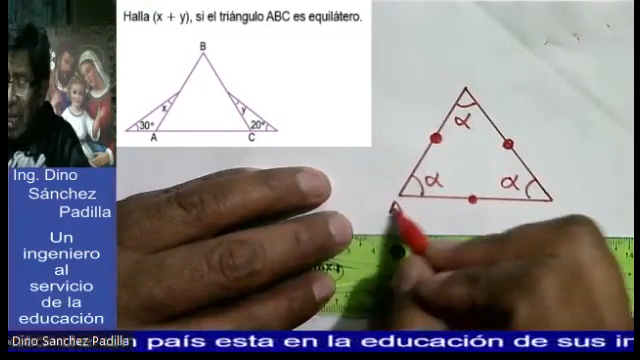 Halla (x + y), si el triángulo ABC es equilátero.
B
x
y
30°
20°
A
C
α
α
α
A
Ing. Dino
Sánchez
Padilla
Un
ingeniero
al
servicio
de la
educación
Dino Sanchez Padilla
n país esta en la educación de sus in